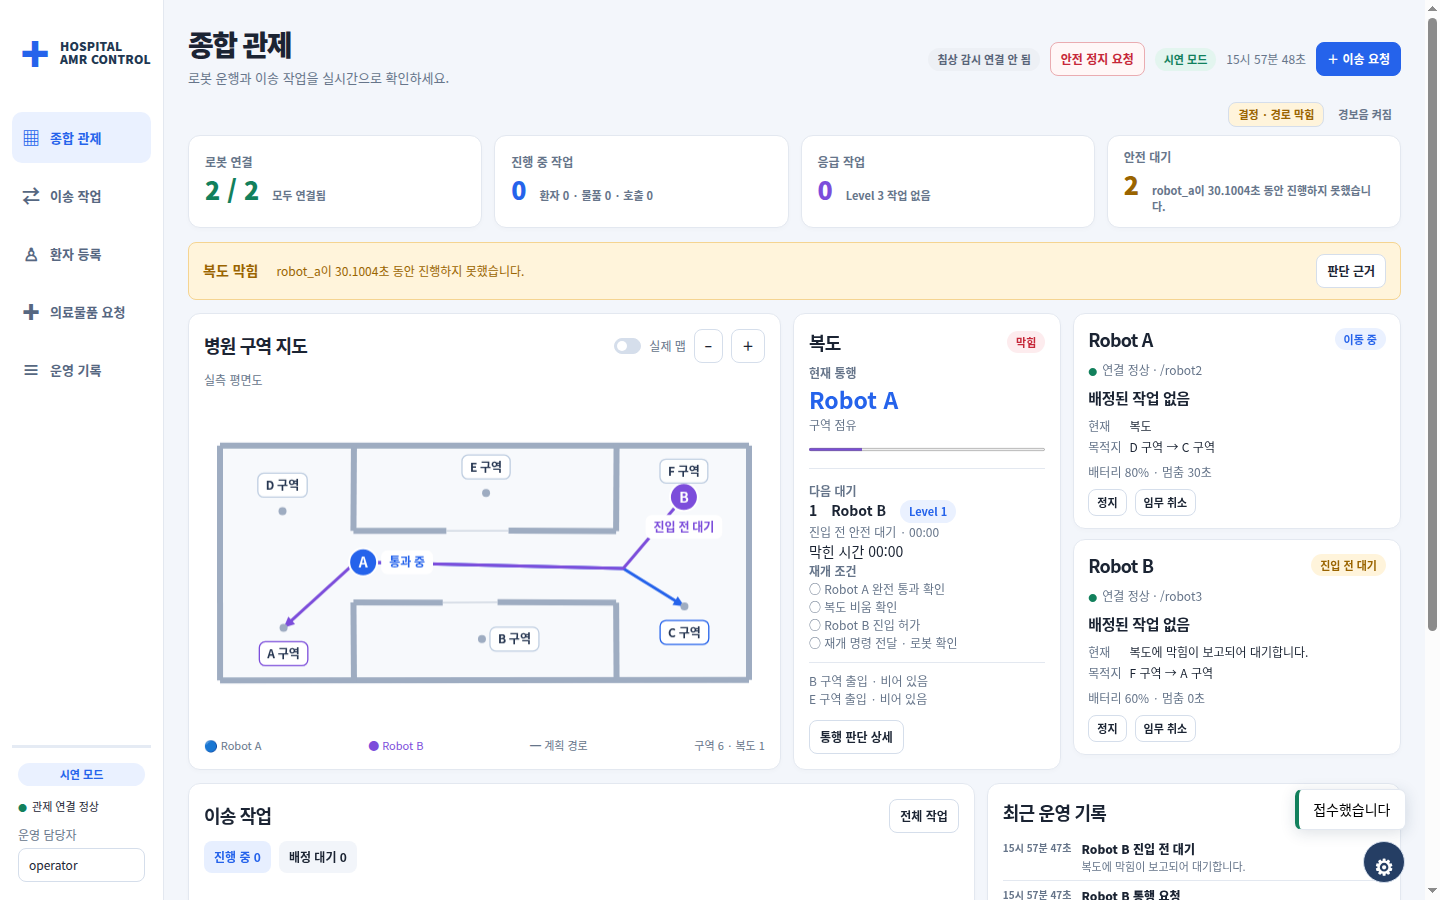 HOSPITAL
AMR CONTROL
종합 관제
이송 작업
환자 등록
의료물품 요청
운영 기록
시연 모드
관제 연결 정상
운영 담당자
operator
종합 관제
로봇 운행과 이송 작업을 실시간으로 확인하세요.
침상 감시 연결 안 됨
안전 정지 요청
시연 모드
15시 57분 48초
+ 이송 요청
결정 · 경로 막힘
경보음 켜짐
로봇 연결
2 / 2 모두 연결됨
진행 중 작업
0 환자 0 · 물품 0 · 호출 0
응급 작업
0 Level 3 작업 없음
안전 대기
2 robot_a이 30.1004초 동안 진행하지 못했습니
다.
복도 막힘 robot_a이 30.1004초 동안 진행하지 못했습니다.
판단 근거
병원 구역 지도
실제 맵
-
+
실측 평면도
D 구역
E 구역
F 구역
B
진입 전 대기
A
통과 중
A 구역
B 구역
C 구역
Robot A
Robot B
계획 경로
구역 6 · 복도 1
복도
막힘
현재 통행
Robot A
구역 점유
다음 대기
1 Robot B Level 1
진입 전 안전 대기 · 00:00
막힌 시간 00:00
재개 조건
Robot A 완전 통과 확인
복도 비움 확인
Robot B 진입 허가
재개 명령 전달 · 로봇 확인
B 구역 출입 · 비어 있음
E 구역 출입 · 비어 있음
통행 판단 상세
Robot A
이동 중
연결 정상 · /robot2
배정된 작업 없음
현재 복도
목적지 D 구역 → C 구역
배터리 80% · 멈춤 30초
정지
임무 취소
Robot B
진입 전 대기
연결 정상 · /robot3
배정된 작업 없음
현재 복도에 막힘이 보고되어 대기합니다.
목적지 F 구역 → A 구역
배터리 60% · 멈춤 0초
정지
임무 취소
이송 작업
전체 작업
진행 중 0
배정 대기 0
최근 운영 기록
접수했습니다
15시 57분 47초 Robot B 진입 전 대기
복도에 막힘이 보고되어 대기합니다.
15시 57분 47초 Robot B 통행 요청